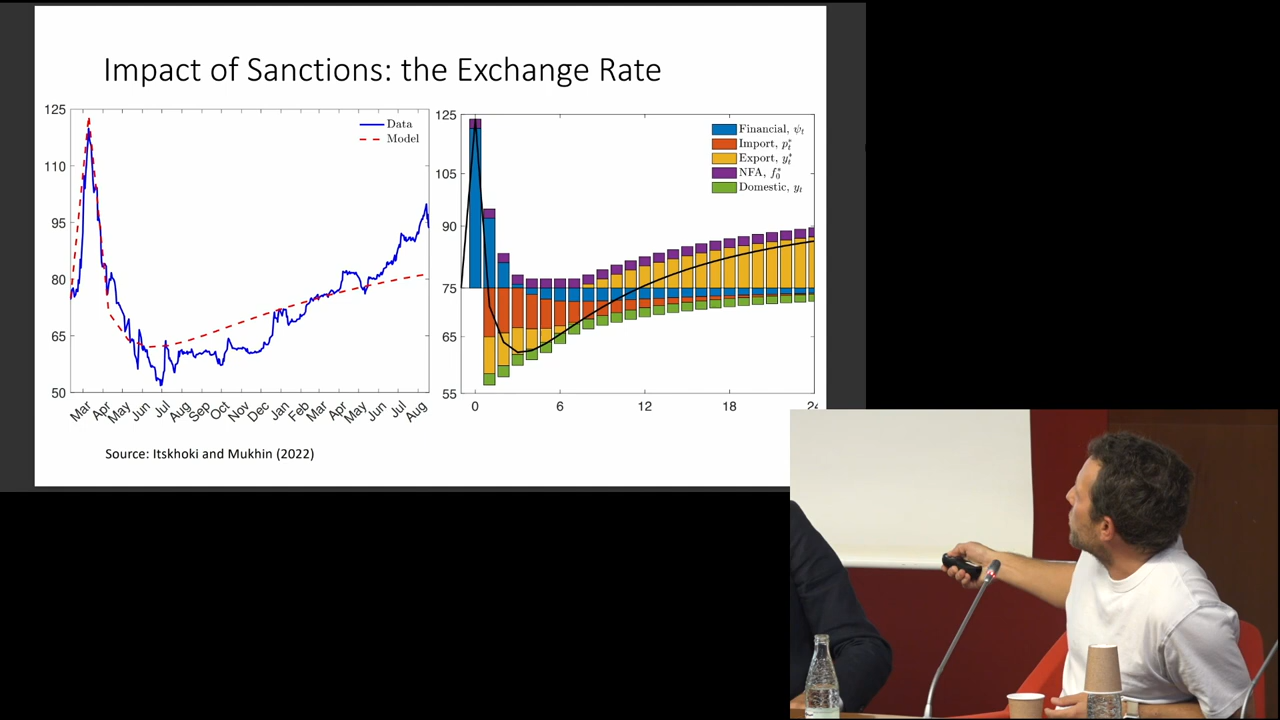 Impact of Sanctions: the Exchange Rate
125
110
95
80
65
50
Data
Model
Mar Apr May Jun Jul Aug Sep Oct Nov Dec Jan Feb Mar Apr May Jun Jul Aug
125
105
90
75
65
55
Financial, ψt
Import, p*t
Export, y*t
NFA, f*0
Domestic, yt
0 6 12 18 24
Source: Itskhoki and Mukhin (2022)